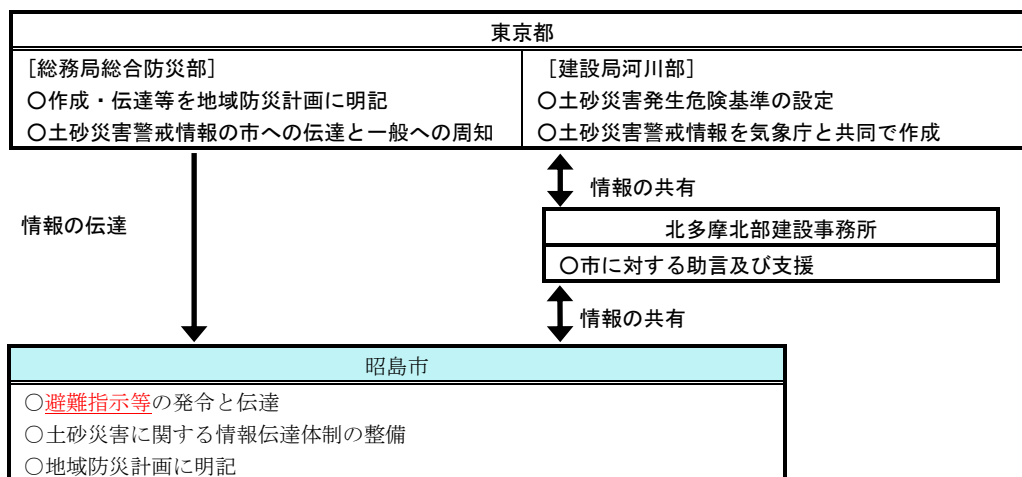 東京都
[総務局総合防災部]
○作成・伝達等を地域防災計画に明記
○土砂災害警戒情報の市への伝達と一般への周知
[建設局河川部]
○土砂災害発生危険基準の設定
○土砂災害警戒情報を気象庁と共同で作成
情報の共有
情報の伝達
北多摩北部建設事務所
○市に対する助言及び支援
情報の共有
昭島市
○避難指示等の発令と伝達
○土砂災害に関する情報伝達体制の整備
○地域防災計画に明記